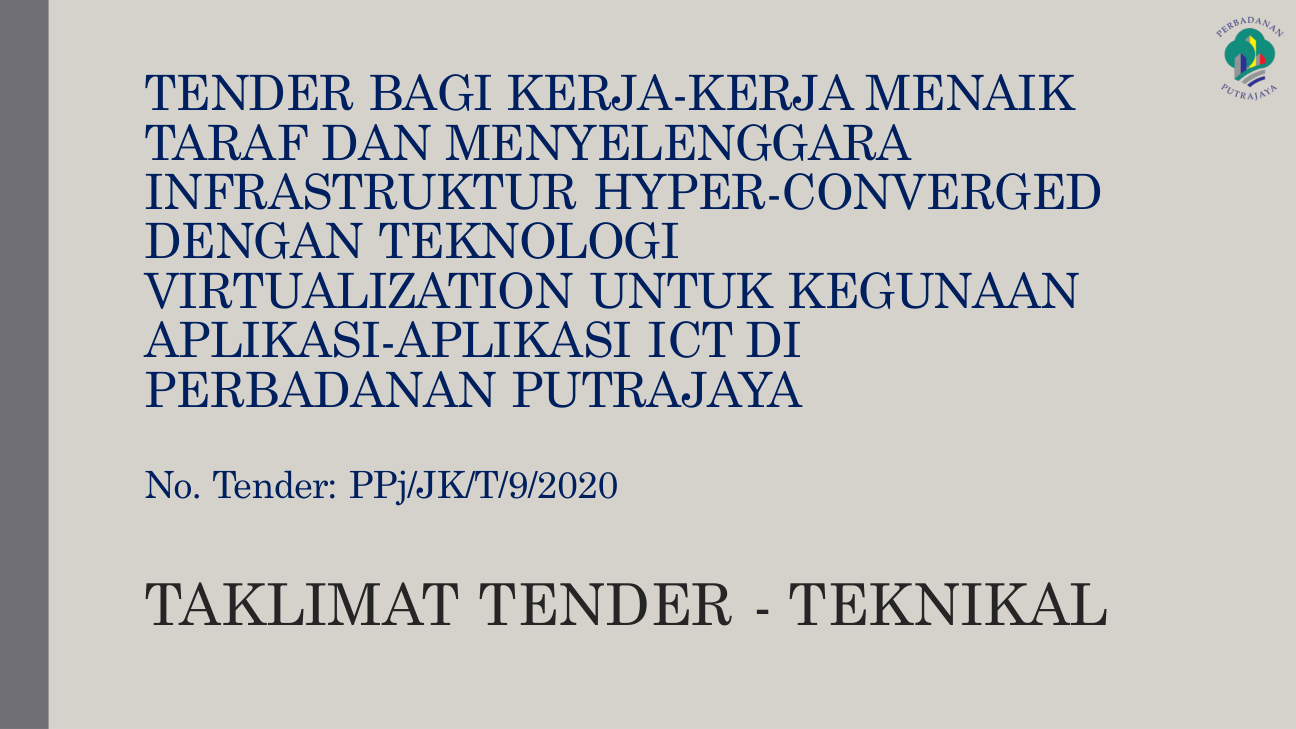 PERBADANAN
PUTRAJAYA
TENDER BAGI KERJA-KERJA MENAIK
TARAF DAN MENYELENGGARA
INFRASTRUKTUR HYPER-CONVERGED
DENGAN TEKNOLOGI
VIRTUALIZATION UNTUK KEGUNAAN
APLIKASI-APLIKASI ICT DI
PERBADANAN PUTRAJAYA
No. Tender: PPj/JK/T/9/2020
TAKLIMAT TENDER - TEKNIKAL